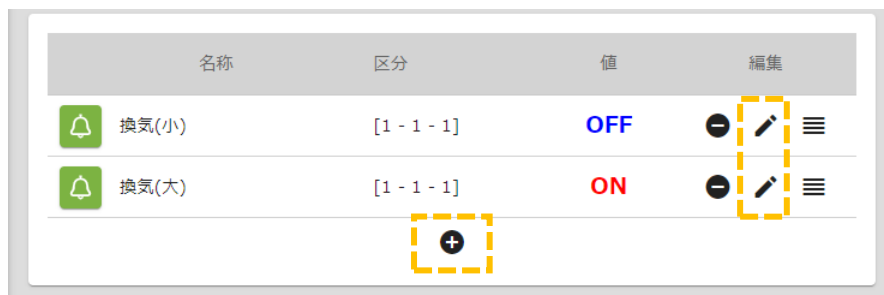 名称 区分 値 編集
換気(小) [1 - 1 - 1] OFF
換気(大) [1 - 1 - 1] ON